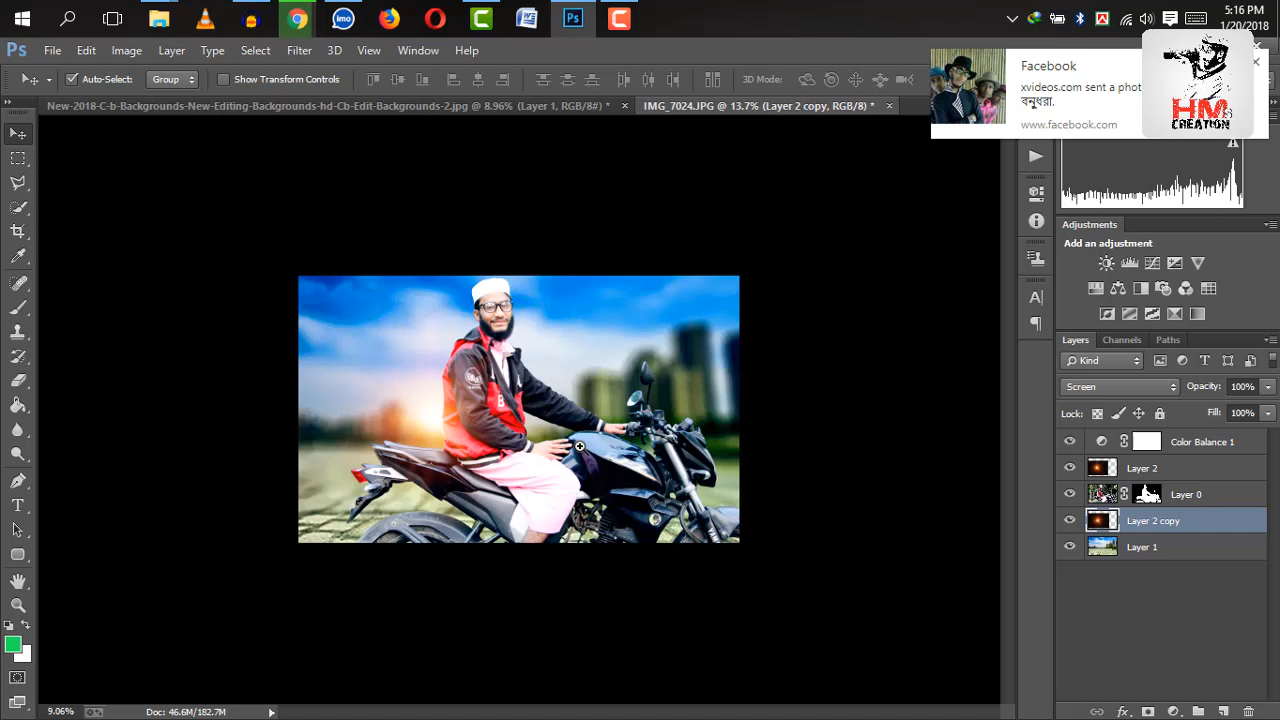 imo
Ps
5:16 PM
1/20/2018
Ps File Edit Image Layer Type Select Filter 3D View Window Help
Auto-Select: Group Show Transform Controls 3D Mode:
Facebook
xvideos.com sent a phot
বনুধরা.
www.facebook.com
HM
CREATION
New-2018-C-b-Backgrounds-New-Editing-Backgrounds-hd-Cb-Edit-Backgrounds-2.jpg @ 8.96% (Layer 1, RGB/8#) *
IMG_7024.JPG @ 13.7% (Layer 2 copy, RGB/8) *
Adjustments
Add an adjustment
Layers Channels Paths
Kind
Screen Opacity: 100%
Lock: Fill: 100%
Color Balance 1
Layer 2
Layer 0
Layer 2 copy
Layer 1
9.06% Doc: 46.6M/182.7M